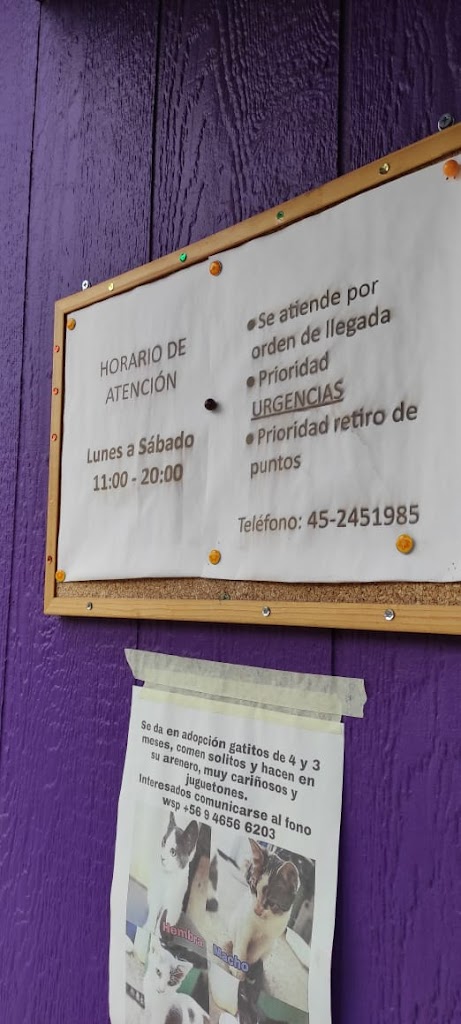 HORARIO DE
ATENCIÓN
Lunes a Sábado
11:00 - 20:00
● Se atiende por
orden de llegada
● Prioridad
URGENCIAS
● Prioridad retiro de
puntos
Teléfono: 45-2451985
Se da en adopción gatitos de 4 y 3
meses, comen solitos y hacen en
su arenero, muy cariñosos y
juguetones.
Interesados comunicarse al fono
wsp +56 9 4656 6203
Hembra
Macho